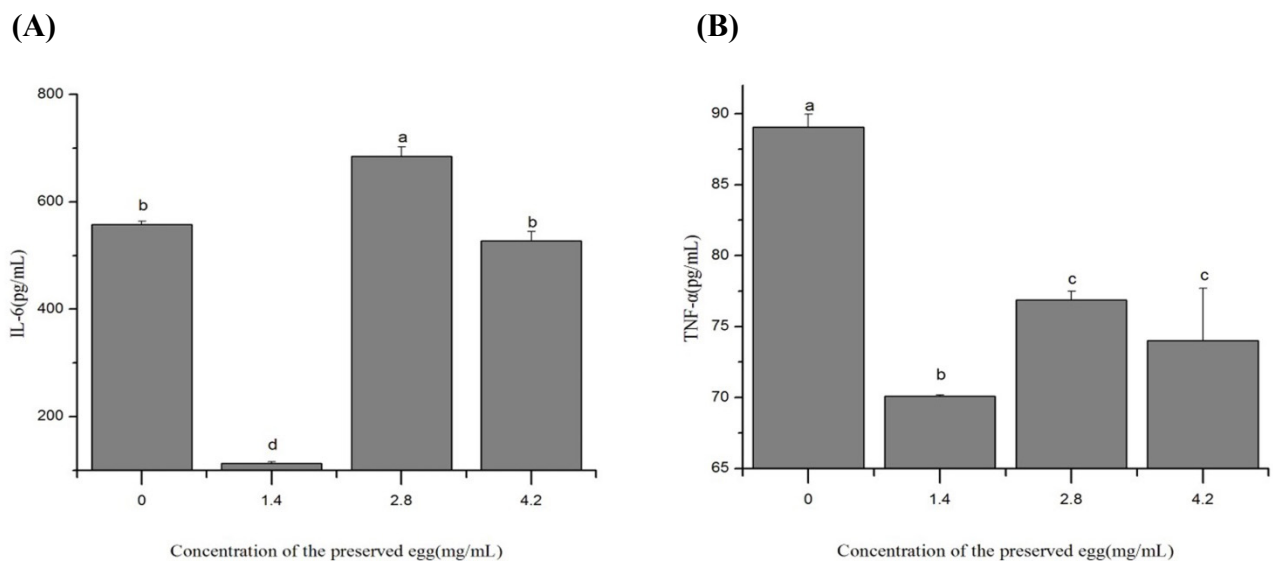 (A)
(B)
IL-6(pg/mL)
800
600
400
200
b
d
a
b
0
1.4
2.8
4.2
Concentration of the preserved egg(mg/mL)
TNF-α(pg/mL)
90
85
80
75
70
65
a
b
c
c
0
1.4
2.8
4.2
Concentration of the preserved egg(mg/mL)